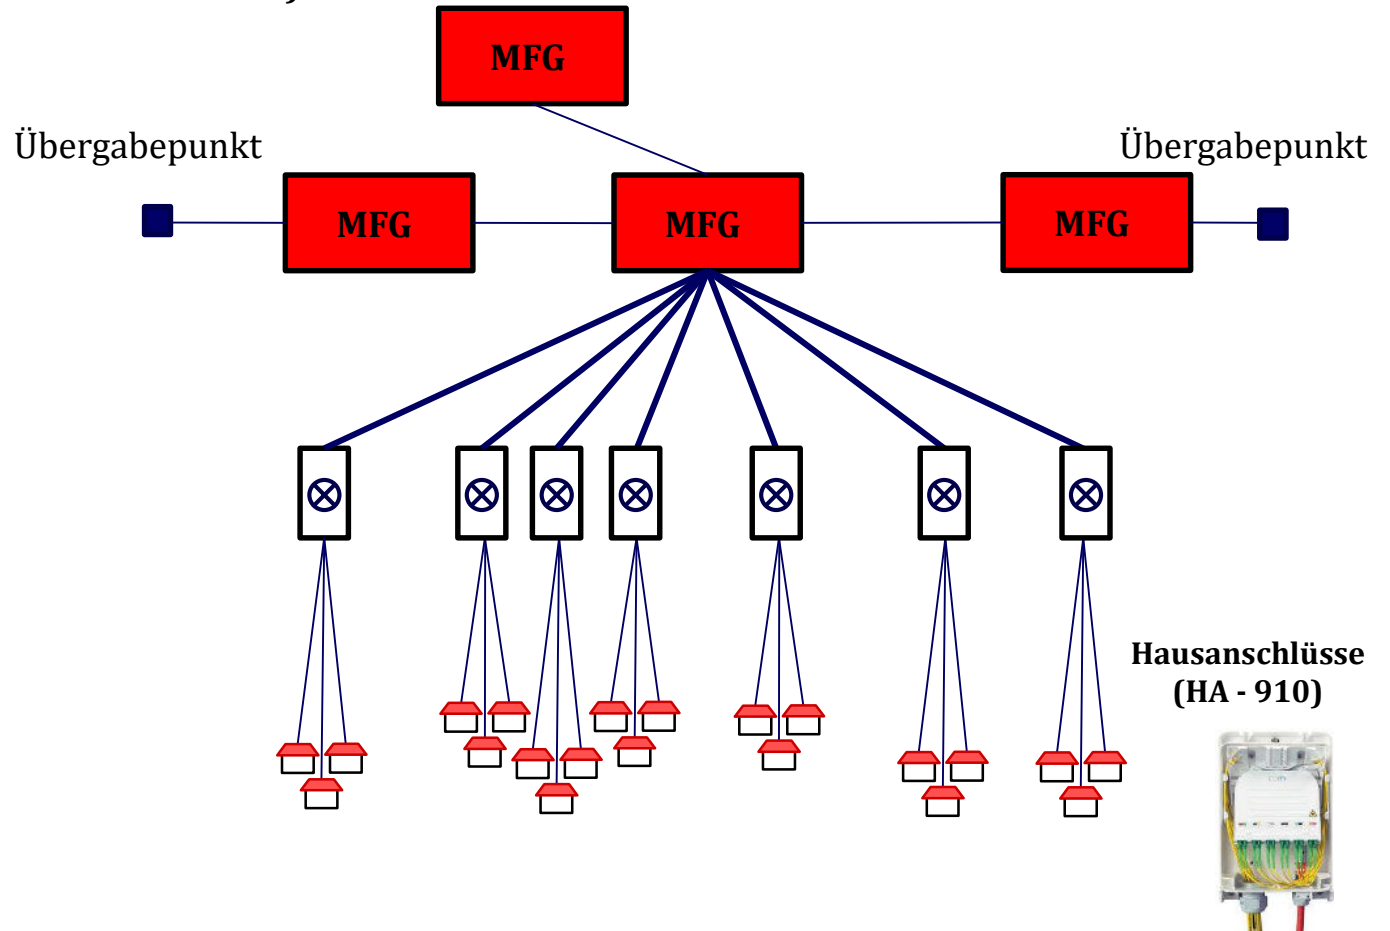 MFG
Übergabepunkt
Übergabepunkt
MFG
MFG
MFG
Hausanschlüsse
(HA - 910)